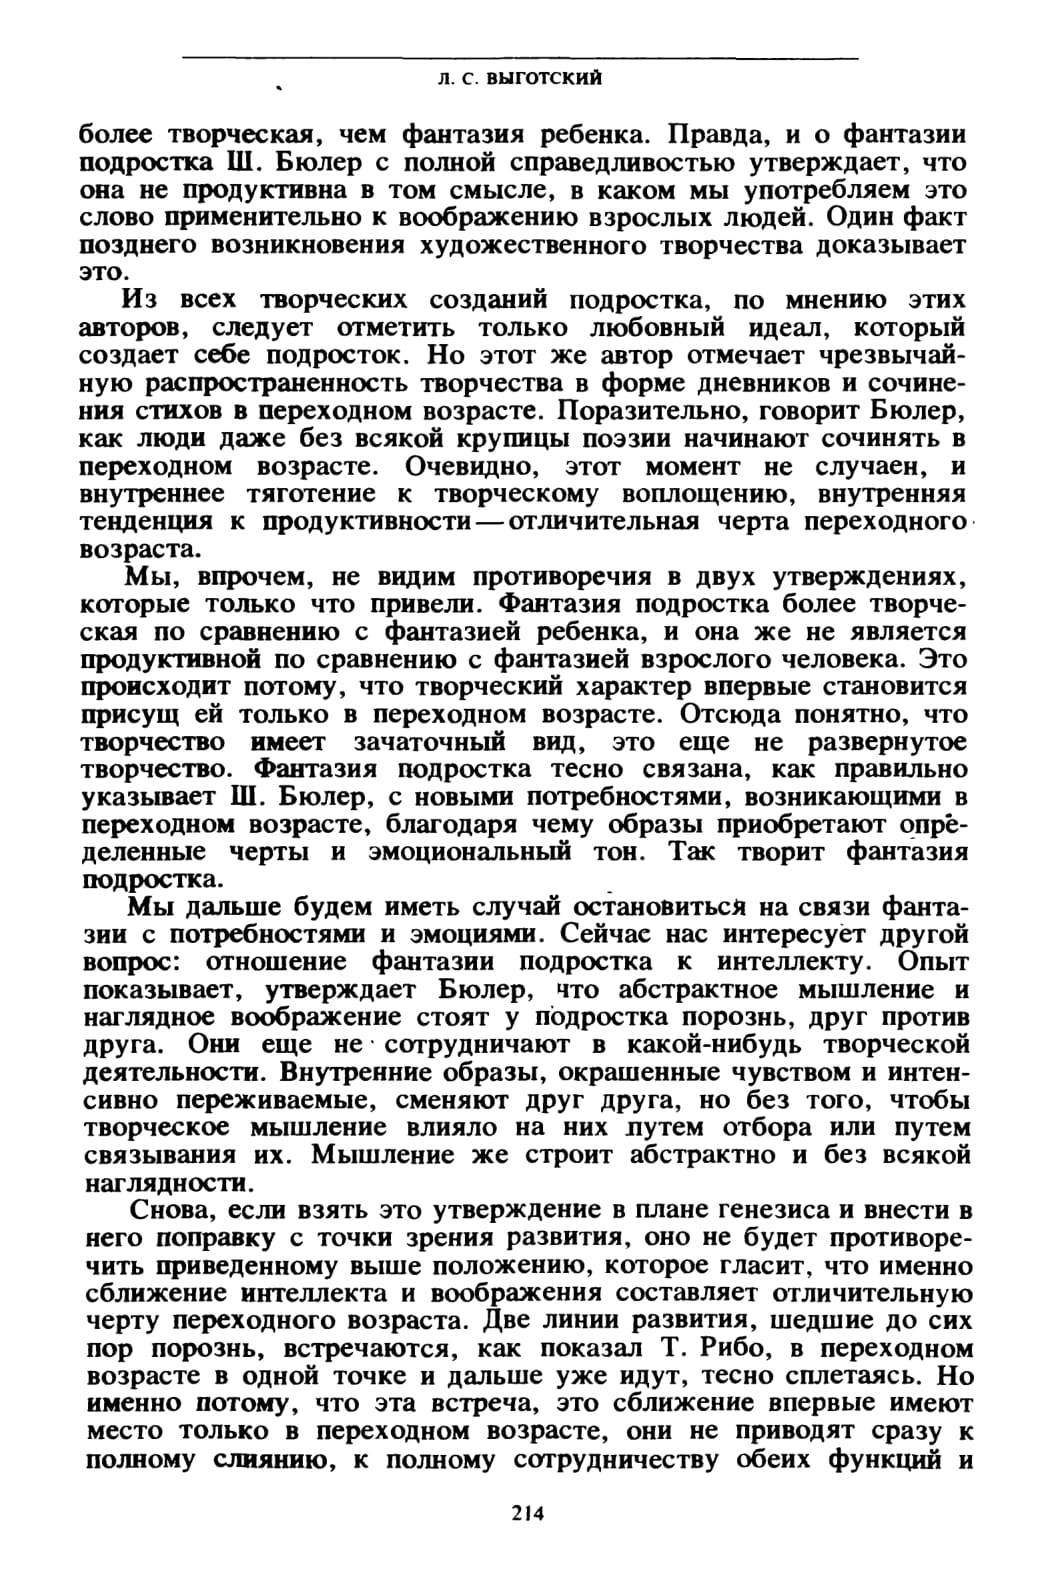 Л. С. ВЫГОТСКИЙ
более творческая, чем фантазия ребенка. Правда, и о фантазии
подростка Ш. Бюлер с полной справедливостью утверждает, что
она не продуктивна в том смысле, в каком мы употребляем это
слово применительно к воображению взрослых людей. Один факт
позднего возникновения художественного творчества доказывает
это.
Из всех творческих созданий подростка, по мнению этих
авторов, следует отметить только любовный идеал, который
создает себе подросток. Но этот же автор отмечает чрезвычай-
ную распространенность творчества в форме дневников и сочине-
ния стихов в переходном возрасте. Поразительно, говорит Бюлер,
как люди даже без всякой крупицы поэзии начинают сочинять в
переходном возрасте. Очевидно, этот момент не случаен, и
внутреннее тяготение к творческому воплощению, внутренняя
тенденция к продуктивности — отличительная черта переходного
возраста.
Мы, впрочем, не видим противоречия в двух утверждениях,
которые только что привели. Фантазия подростка более творче-
ская по сравнению с фантазией ребенка, и она же не является
продуктивной по сравнению с фантазией взрослого человека. Это
происходит потому, что творческий характер впервые становится
присущ ей только в переходном возрасте. Отсюда понятно, что
творчество имеет зачаточный вид, это еще не развернутое
творчество. Фантазия подростка тесно связана, как правильно
указывает Ш. Бюлер, с новыми потребностями, возникающими в
переходном возрасте, благодаря чему образы приобретают опре-
деленные черты и эмоциональный тон. Так творит фантазия
подростка.
Мы дальше будем иметь случай остановиться на связи фанта-
зии с потребностями и эмоциями. Сейчас нас интересует другой
вопрос: отношение фантазии подростка к интеллекту. Опыт
показывает, утверждает Бюлер, что абстрактное мышление и
наглядное воображение стоят у подростка порознь, друг против
друга. Они еще не сотрудничают в какой-нибудь творческой
деятельности. Внутренние образы, окрашенные чувством и интен-
сивно переживаемые, сменяют друг друга, но без того, чтобы
творческое мышление влияло на них путем отбора или путем
связывания их. Мышление же строит абстрактно и без всякой
наглядности.
Снова, если взять это утверждение в плане генезиса и внести в
него поправку с точки зрения развития, оно не будет противоре-
чить приведенному выше положению, которое гласит, что именно
сближение интеллекта и воображения составляет отличительную
черту переходного возраста. Две линии развития, шедшие до сих
пор порознь, встречаются, как показал Т. Рибо, в переходном
возрасте в одной точке и дальше уже идут, тесно сплетаясь. Но
именно потому, что эта встреча, это сближение впервые имеют
место только в переходном возрасте, они не приводят сразу к
полному слиянию, к полному сотрудничеству обеих функций и
214